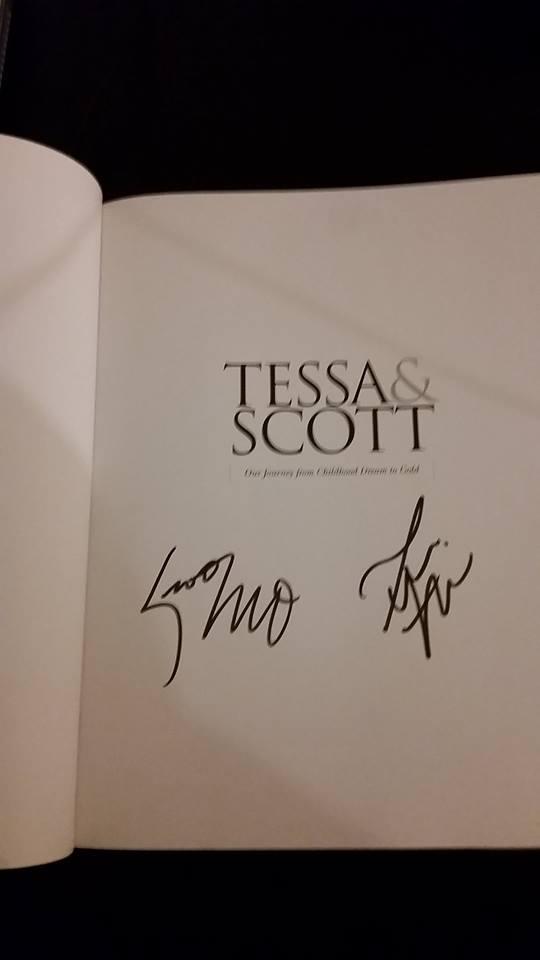 TESSA &
SCOTT
Our Journey from Childhood Dream to Gold